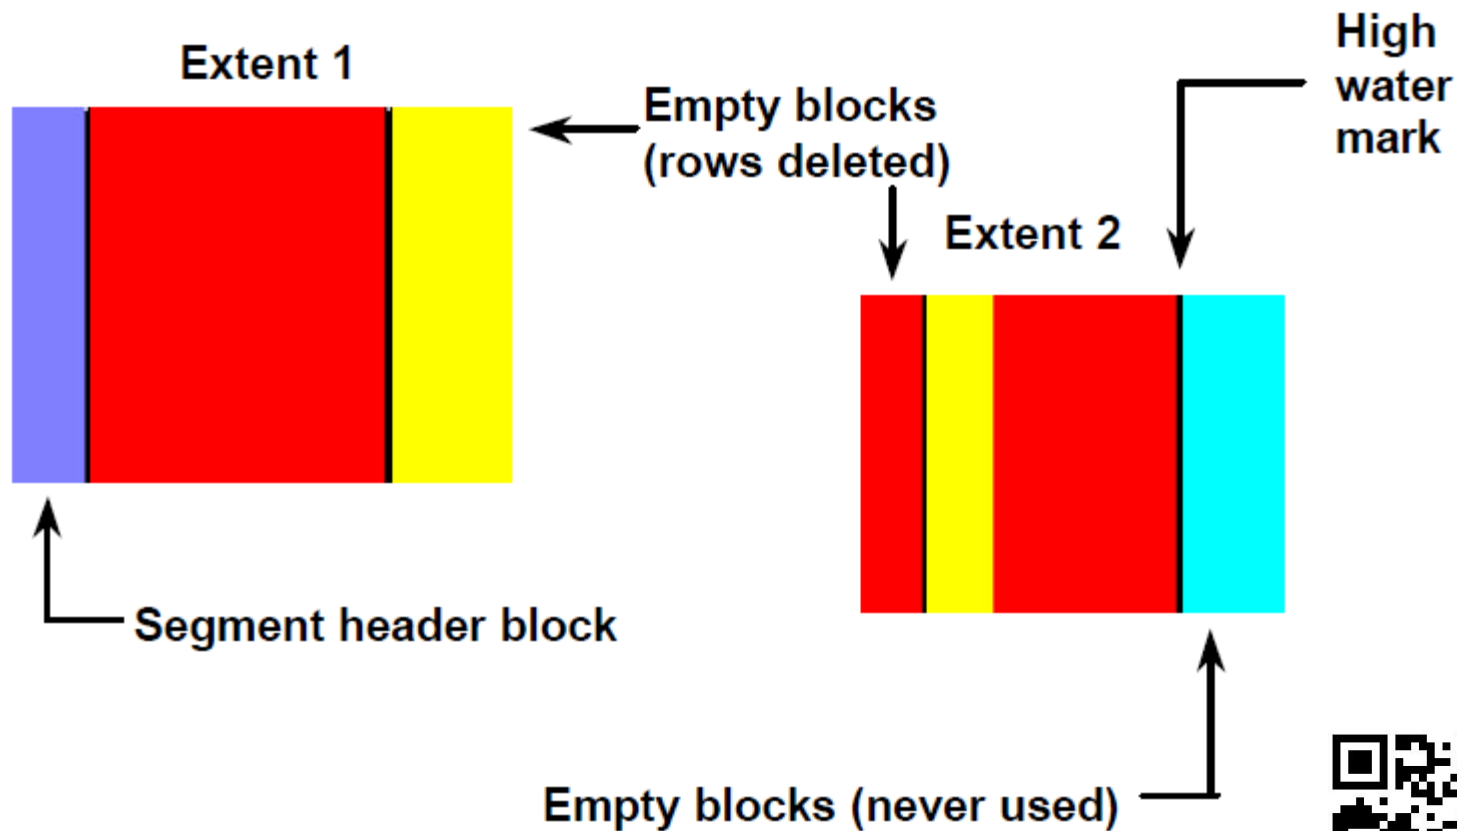 Extent 1
Empty blocks
(rows deleted)
High
water
mark
Extent 2
Segment header block
Empty blocks (never used)